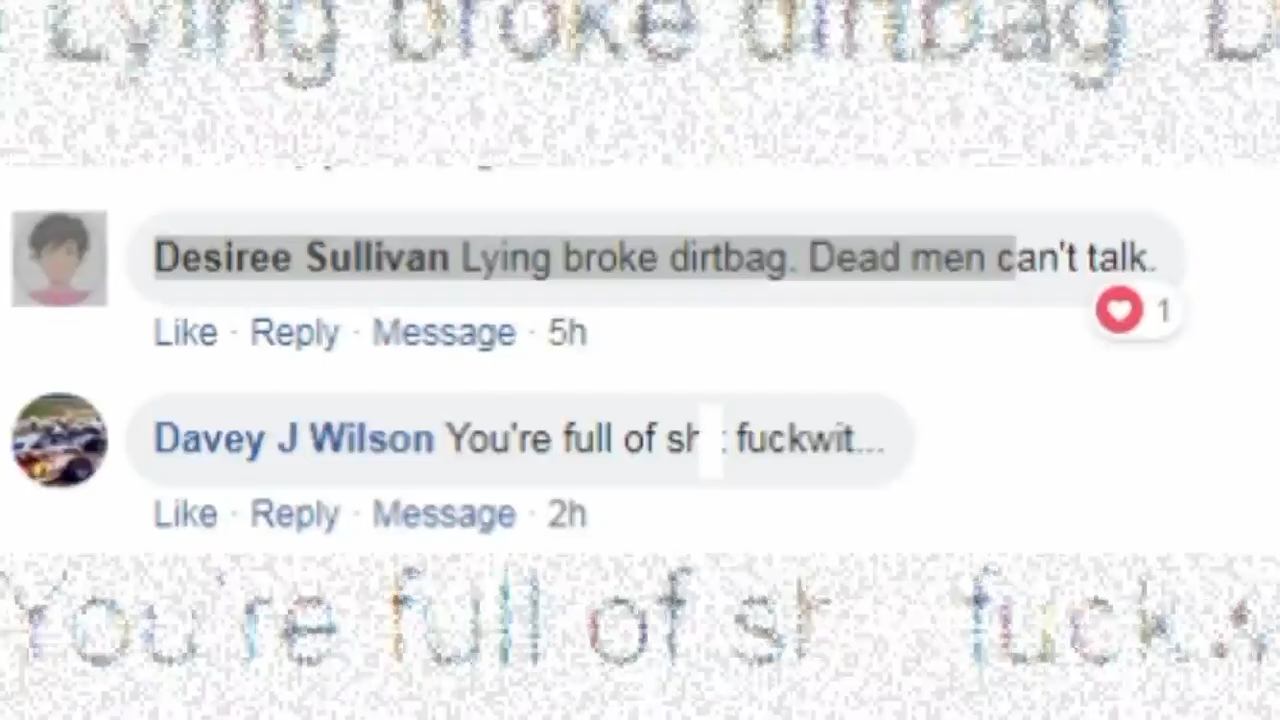 Lying broke dirtbag D
Desiree Sullivan Lying broke dirtbag. Dead men can't talk.
1
Like · Reply · Message · 5h
Davey J Wilson You're full of sh t fuckwit...
Like · Reply · Message · 2h
You're full of sh fuck